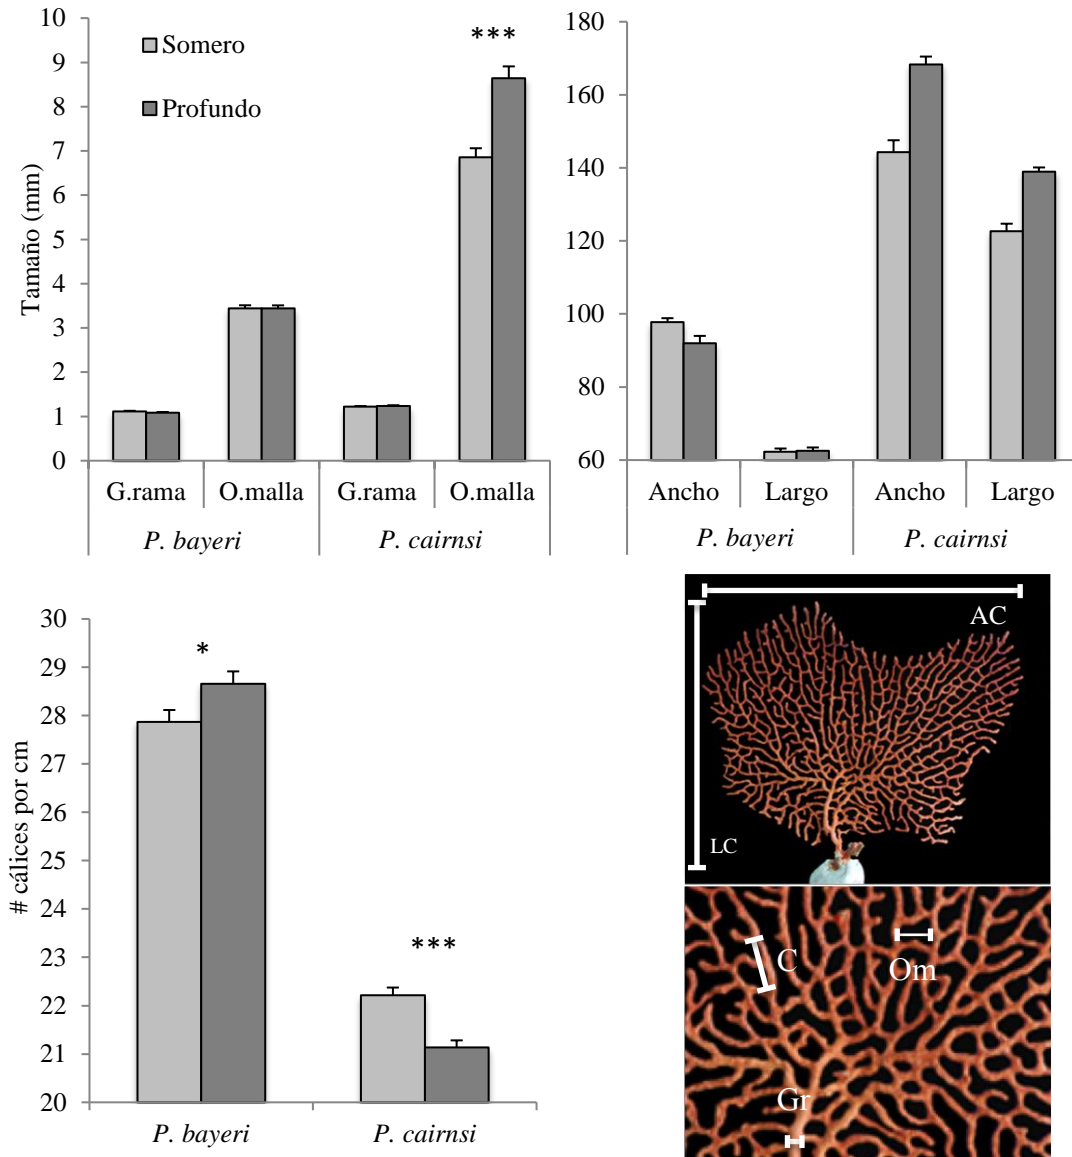 10
9
8
7
6
5
4
3
2
1
0
Tamaño (mm)
Somero
Profundo
***
G.rama O.malla G.rama O.malla
P. bayeri P. cairnsi
180
160
140
120
100
80
60
Ancho Largo Ancho Largo
P. bayeri P. cairnsi
30
29
28
27
26
25
24
23
22
21
20
# cálices por cm
*
***
P. bayeri P. cairnsi
AC
LC
C
Om
Gr